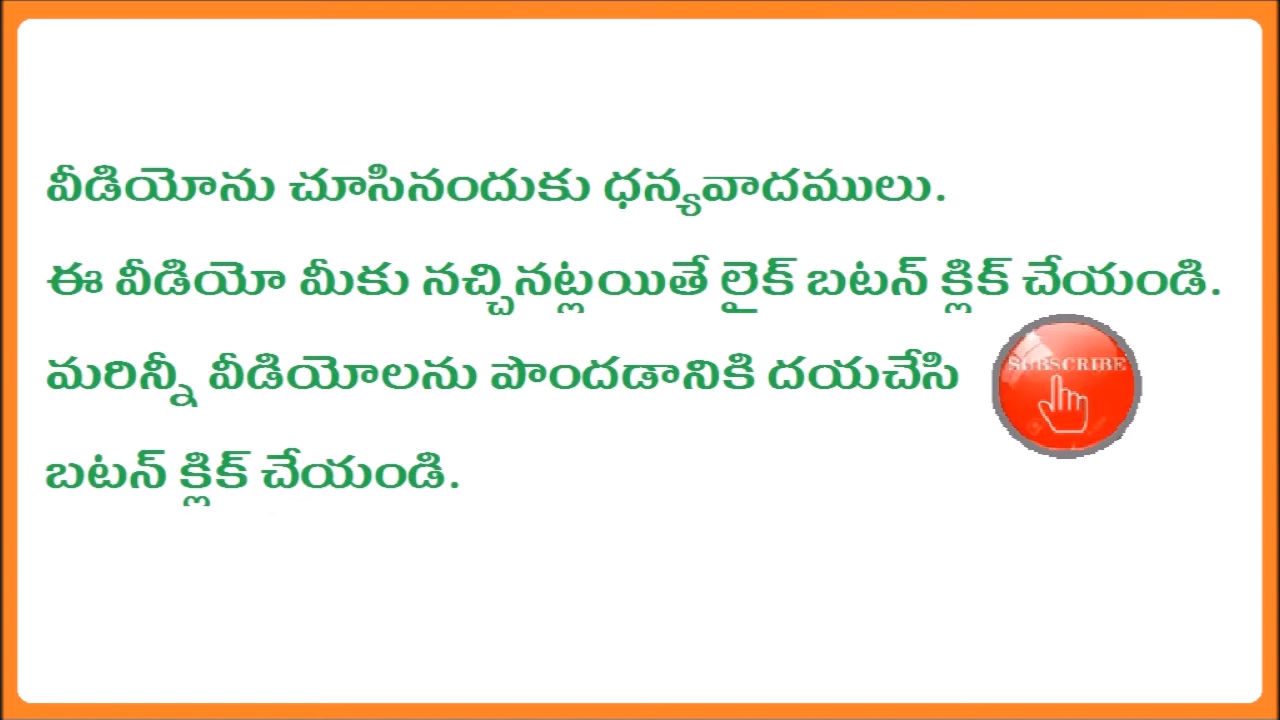 వీడియోను చూసినందుకు ధన్యవాదములు.
ఈ వీడియో మీకు నచ్చినట్లయితే లైక్ బటన్ క్లిక్ చేయండి.
మరిన్నీ వీడియోలను పొందడానికి దయచేసి SUBSCRIBE
బటన్ క్లిక్ చేయండి.